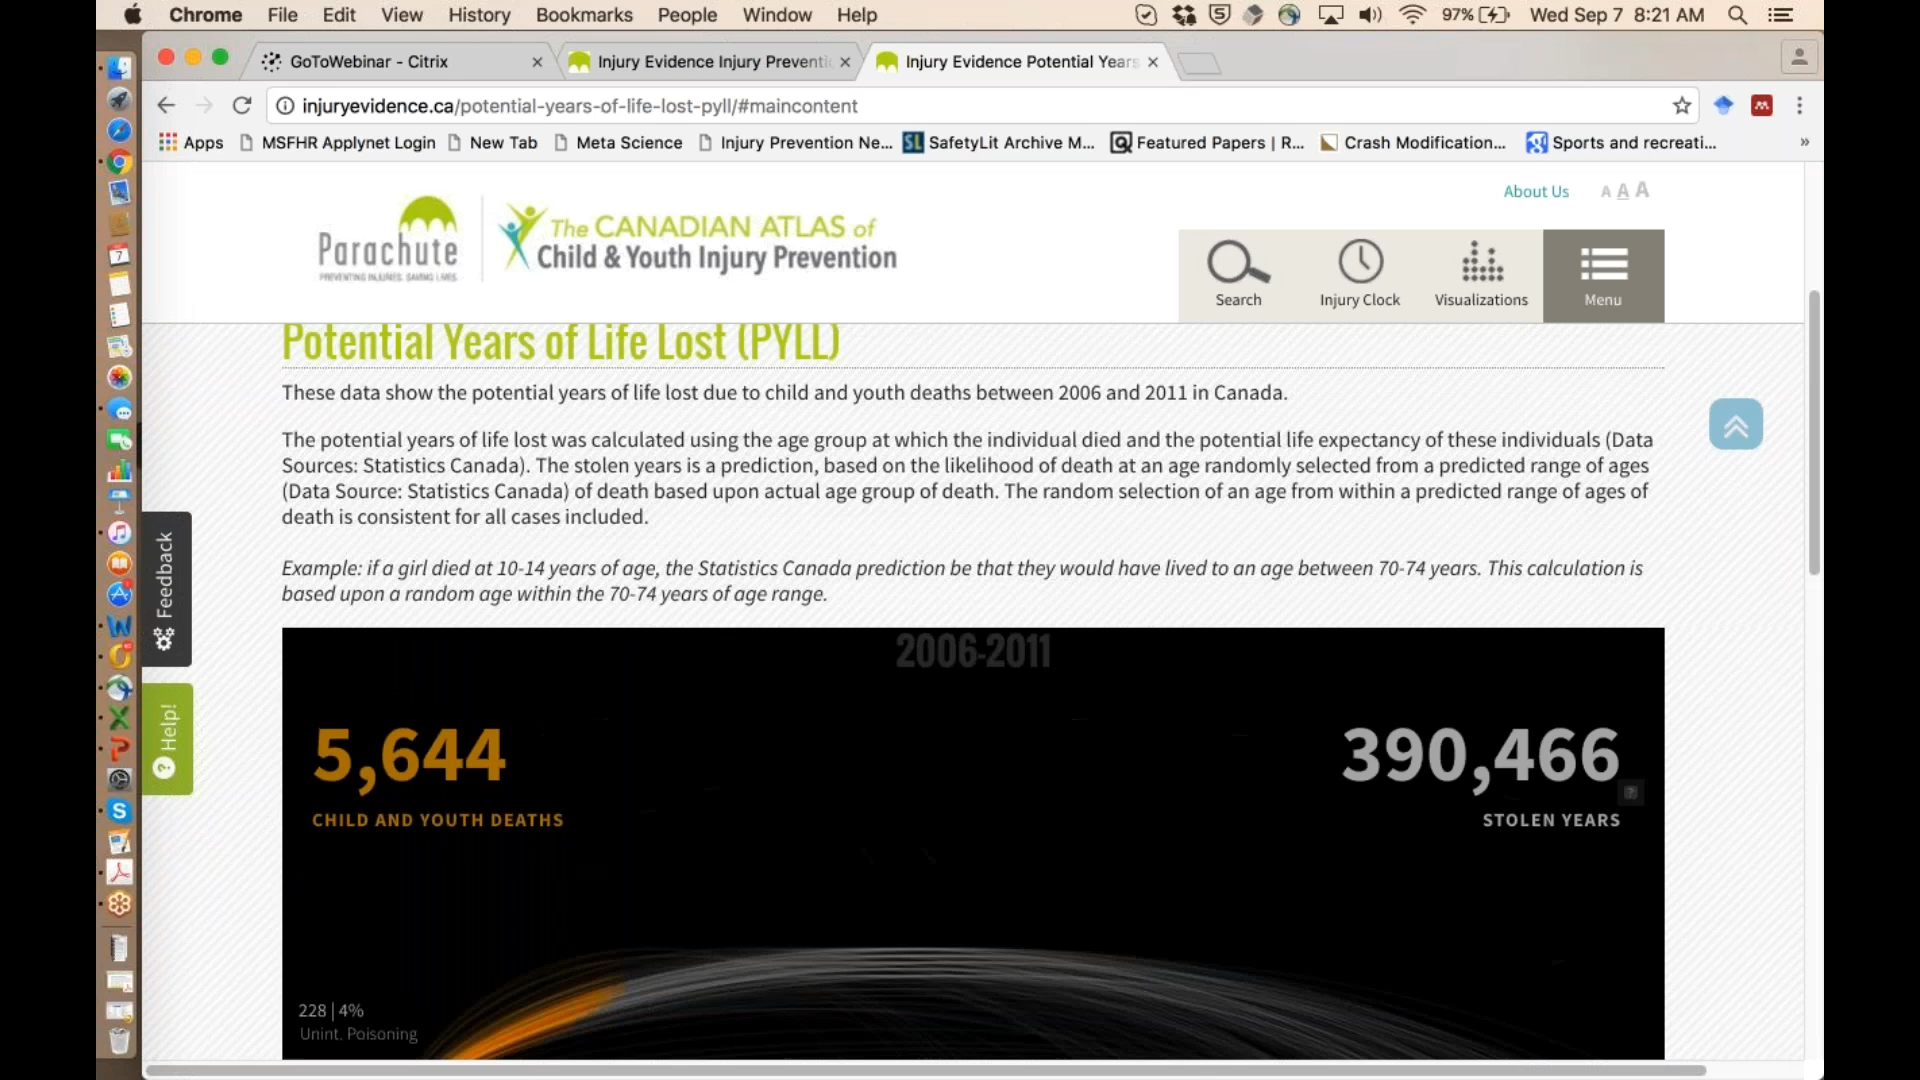 Chrome File Edit View History Bookmarks People Window Help 97% Wed Sep 7 8:21 AM
GoToWebinar - Citrix Injury Evidence Injury Preventi Injury Evidence Potential Years
injuryevidence.ca/potential-years-of-life-lost-pyll/#maincontent
Apps MSFHR Applynet Login New Tab Meta Science Injury Prevention Ne... SL SafetyLit Archive M... Featured Papers | R... Crash Modification... Sports and recreati... »
About Us A A A
Parachute
PREVENTING INJURIES. SAVING LIVES.
The CANADIAN ATLAS of
Child & Youth Injury Prevention
Search Injury Clock Visualizations Menu
Potential Years of Life Lost (PYLL)
These data show the potential years of life lost due to child and youth deaths between 2006 and 2011 in Canada.
The potential years of life lost was calculated using the age group at which the individual died and the potential life expectancy of these individuals (Data
Sources: Statistics Canada). The stolen years is a prediction, based on the likelihood of death at an age randomly selected from a predicted range of ages
(Data Source: Statistics Canada) of death based upon actual age group of death. The random selection of an age from within a predicted range of ages of
death is consistent for all cases included.
Example: if a girl died at 10-14 years of age, the Statistics Canada prediction be that they would have lived to an age between 70-74 years. This calculation is
based upon a random age within the 70-74 years of age range.
Feedback
Help!
2006-2011
5,644
CHILD AND YOUTH DEATHS
390,466
?
STOLEN YEARS
228 | 4%
Unint. Poisoning